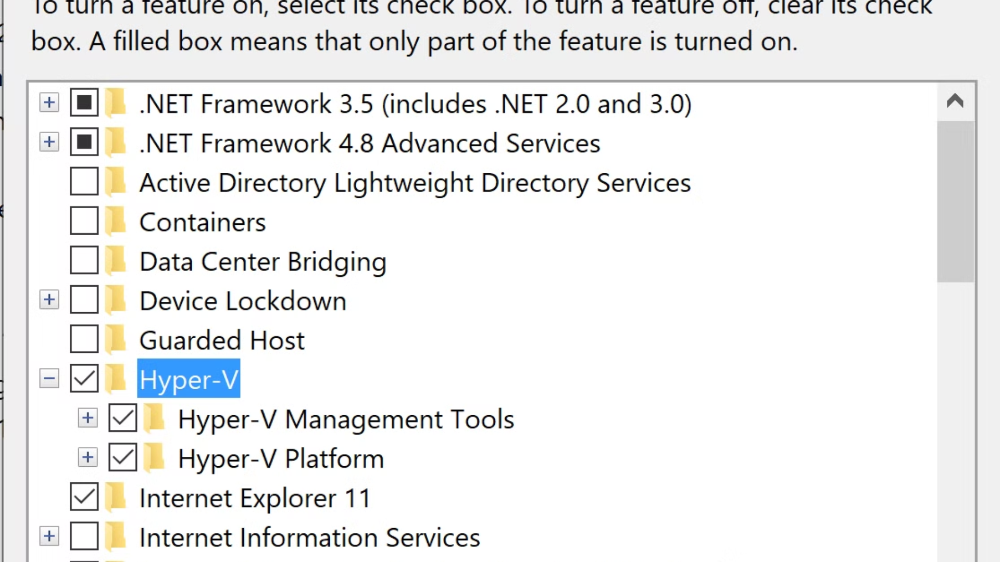 To turn a feature on, select its check box. To turn a feature off, clear its check
box. A filled box means that only part of the feature is turned on.
.NET Framework 3.5 (includes .NET 2.0 and 3.0)
.NET Framework 4.8 Advanced Services
Active Directory Lightweight Directory Services
Containers
Data Center Bridging
Device Lockdown
Guarded Host
Hyper-V
Hyper-V Management Tools
Hyper-V Platform
Internet Explorer 11
Internet Information Services